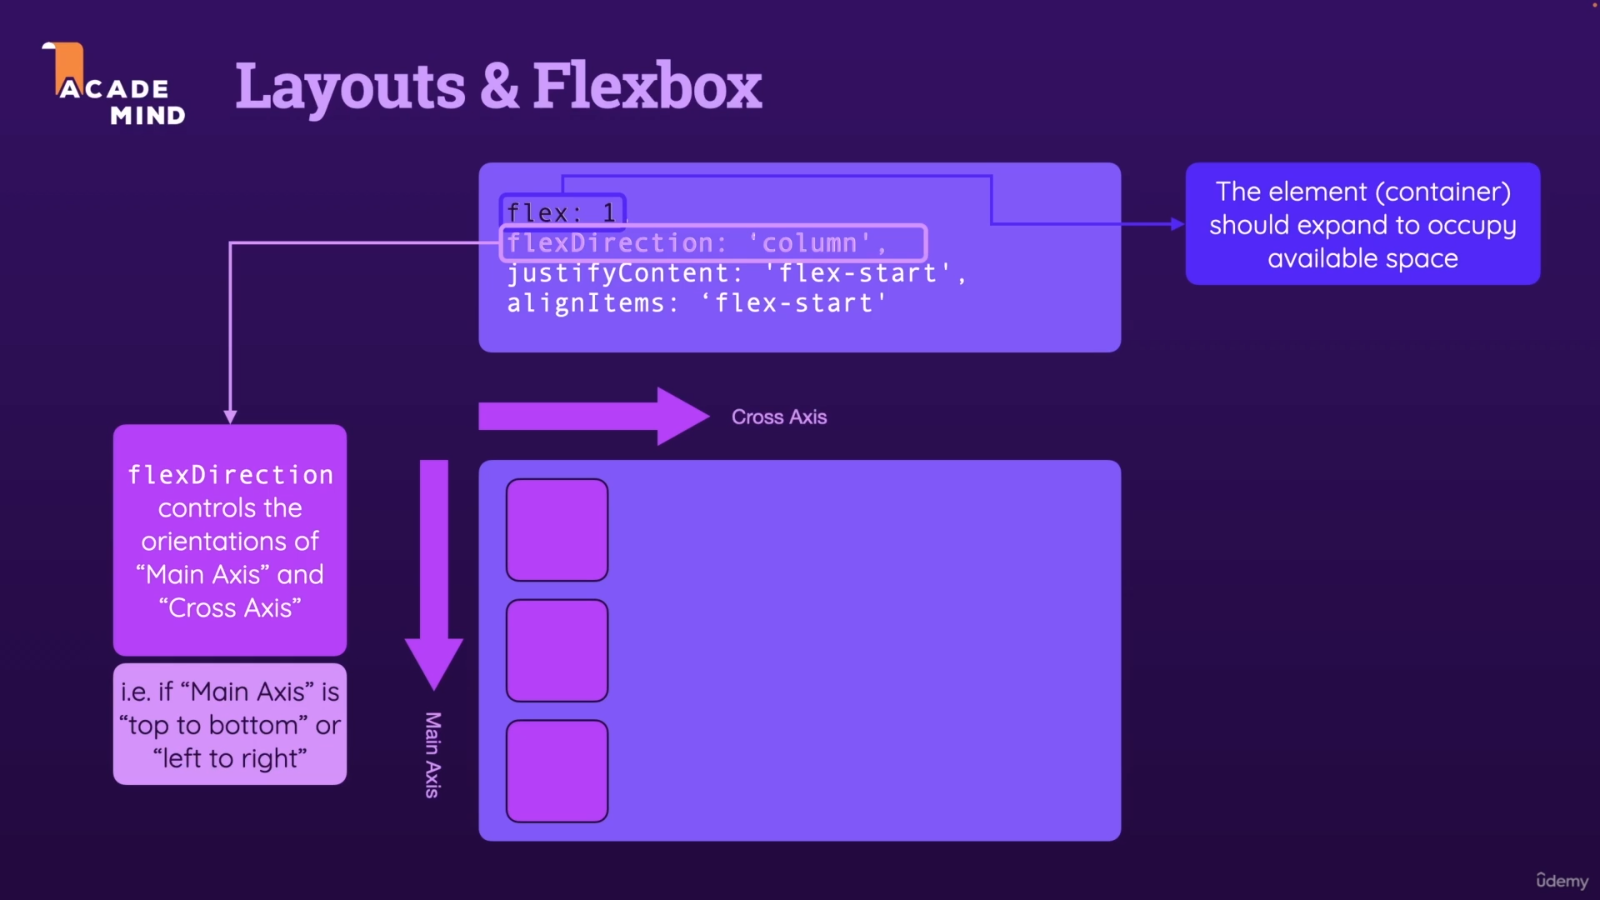 ACADE
MIND
Layouts & Flexbox
flex: 1
flexDirection: 'column',
justifyContent: 'flex-start',
alignItems: ‘flex-start'
The element (container)
should expand to occupy
available space
Cross Axis
flexDirection
controls the
orientations of
“Main Axis” and
“Cross Axis”
i.e. if “Main Axis” is
“top to bottom” or
“left to right”
Main Axis
ûdemy